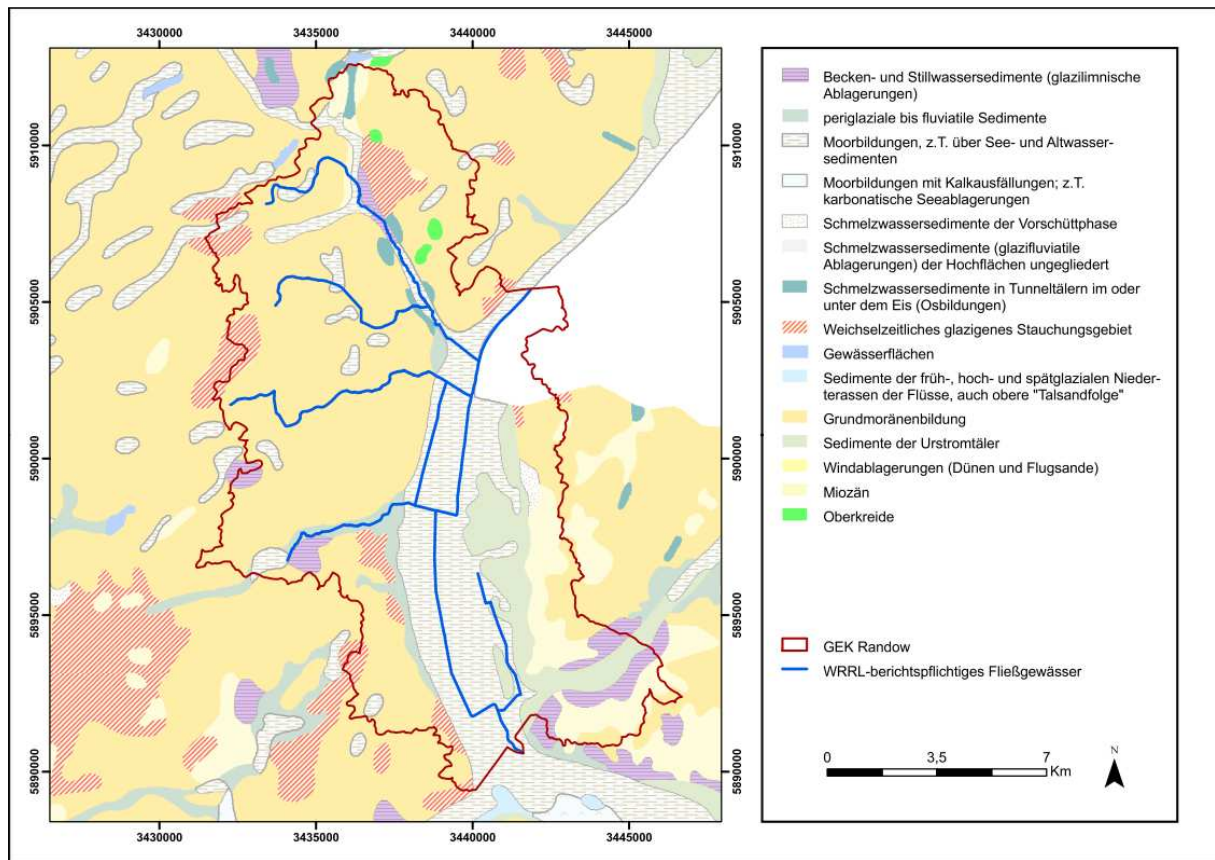 3430000 3435000 3440000 3445000
5910000
5905000
5900000
5895000
5890000
5910000
5905000
5900000
5895000
5890000
3430000 3435000 3440000 3445000
Becken- und Stillwassersedimente (glazilimnische
Ablagerungen)
periglaziale bis fluviatile Sedimente
Moorbildungen, z.T. über See- und Altwasser-
sedimenten
Moorbildungen mit Kalkausfällungen; z.T.
karbonatische Seeablagerungen
Schmelzwassersedimente der Vorschüttphase
Schmelzwassersedimente (glazifluviatile
Ablagerungen) der Hochflächen ungegliedert
Schmelzwassersedimente in Tunneltälern im oder
unter dem Eis (Osbildungen)
Weichselzeitliches glazigenes Stauchungsgebiet
Gewässerflächen
Sedimente der früh-, hoch- und spätglazialen Nieder-
terassen der Flüsse, auch obere "Talsandfolge"
Grundmoränenbildung
Sedimente der Urstromtäler
Windablagerungen (Dünen und Flugsande)
Miozän
Oberkreide
GEK Randow
WRRL-berichtspflichtiges Fließgewässer
0 3,5 7
Km
N